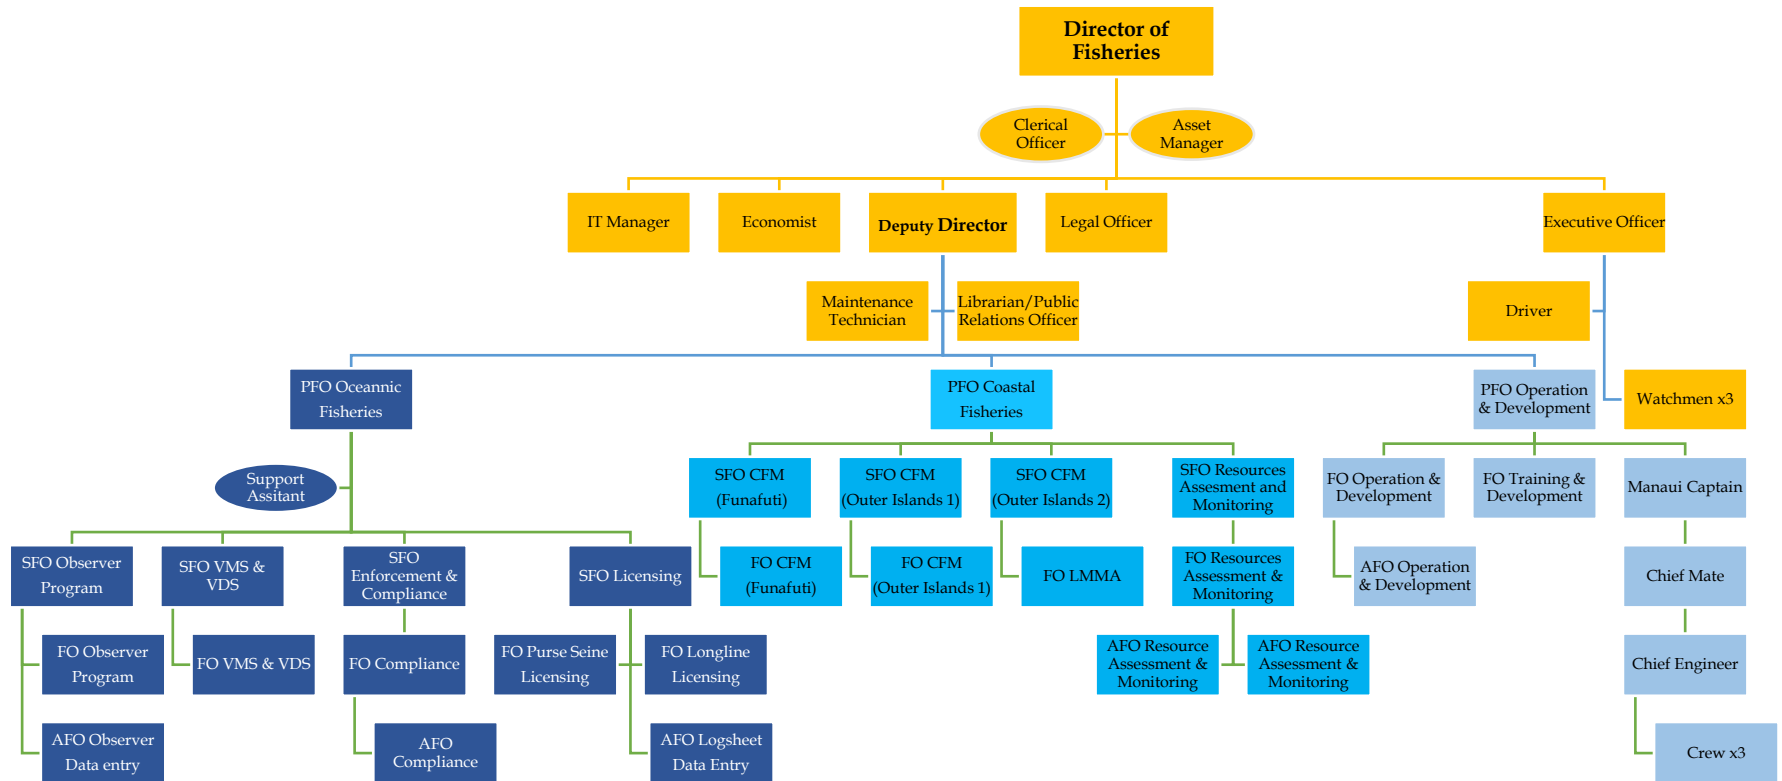 Director of
Fisheries
Clerical
Officer
Asset
Manager
IT Manager
Economist
Deputy Director
Legal Officer
Executive Officer
Maintenance
Technician
Librarian/Public
Relations Officer
Driver
PFO Oceannic
Fisheries
PFO Coastal
Fisheries
PFO Operation
& Development
Watchmen x3
Support
Assitant
SFO CFM
(Funafuti)
SFO CFM
(Outer Islands 1)
SFO CFM
(Outer Islands 2)
SFO Resources
Assesment and
Monitoring
FO Operation &
Development
FO Training &
Development
Manaui Captain
SFO Observer
Program
SFO VMS &
VDS
SFO
Enforcement &
Compliance
SFO Licensing
FO CFM
(Funafuti)
FO CFM
(Outer Islands 1)
FO LMMA
FO Resources
Assessment &
Monitoring
AFO Operation
& Development
Chief Mate
FO Observer
Program
FO VMS & VDS
FO Compliance
FO Purse Seine
Licensing
FO Longline
Licensing
AFO Resource
Assessment &
Monitoring
AFO Resource
Assessment &
Monitoring
Chief Engineer
AFO Observer
Data entry
AFO
Compliance
AFO Logsheet
Data Entry
Crew x3